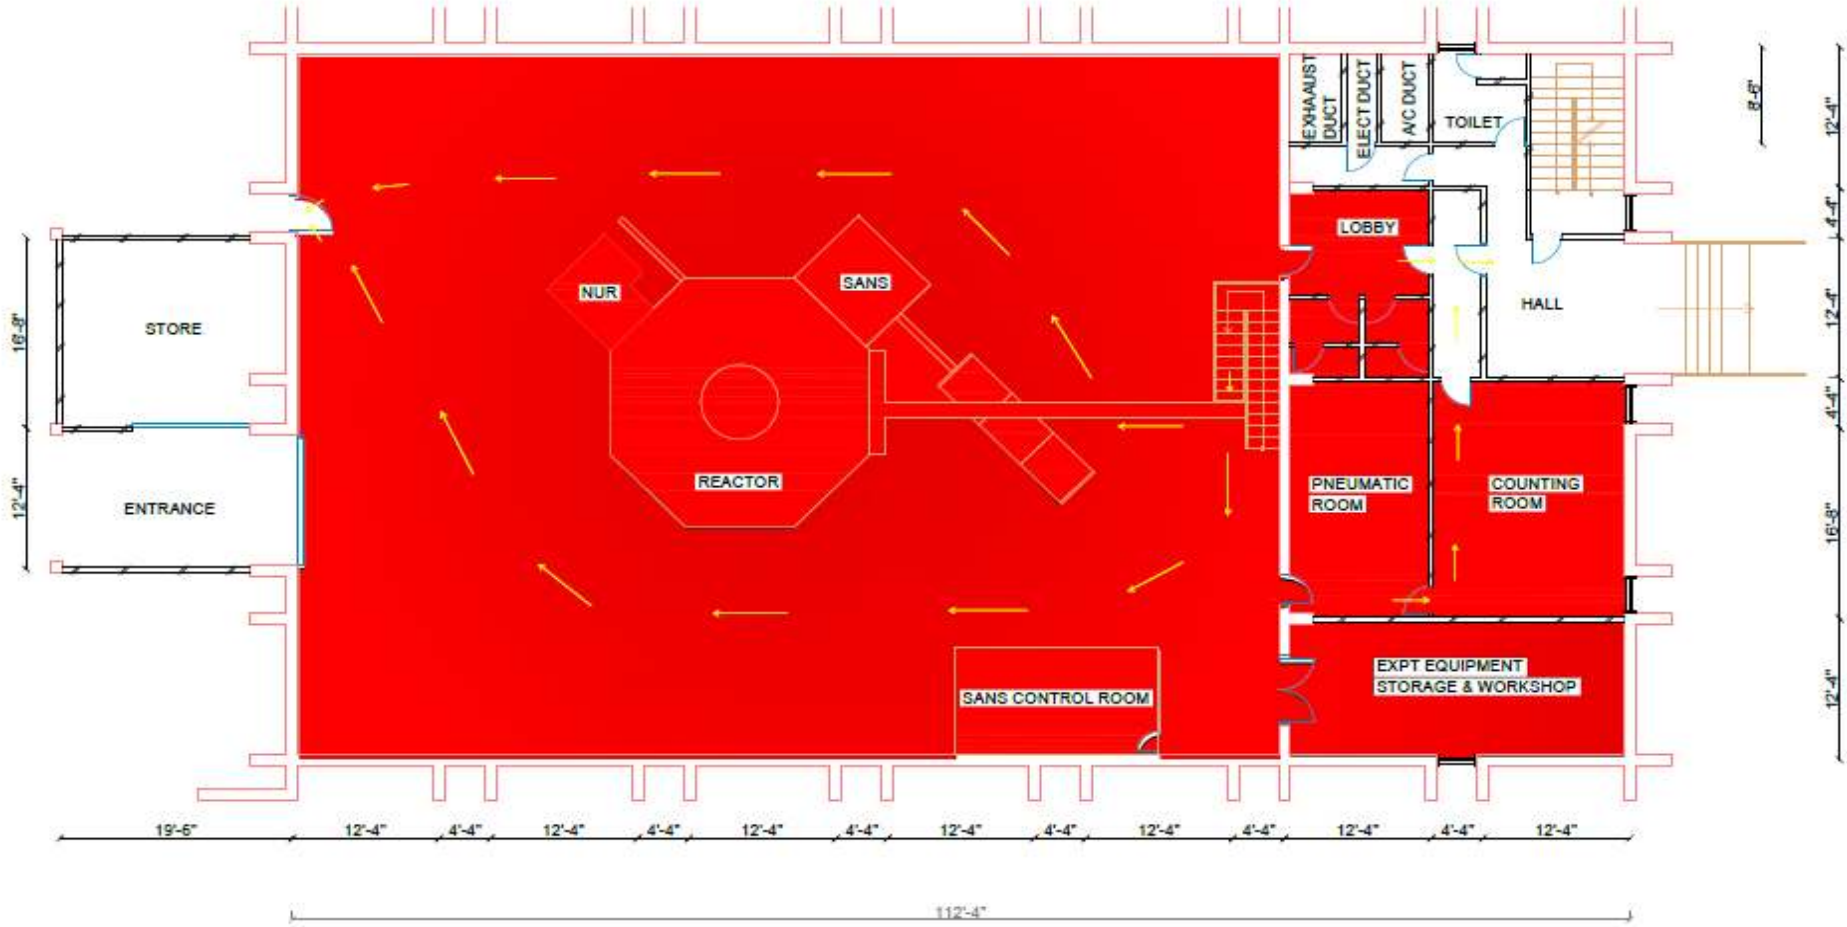 EXHAAUST
DUCT
ELECT DUCT
A/C DUCT
TOILET
8'-6"
12'-4"
LOBBY
4'-4"
NUR
SANS
HALL
12'-4"
STORE
16'-8"
4'-4"
REACTOR
PNEUMATIC
ROOM
COUNTING
ROOM
ENTRANCE
12'-4"
16'-8"
EXPT EQUIPMENT
STORAGE & WORKSHOP
SANS CONTROL ROOM
12'-4"
19'-6" 12'-4" 4'-4" 12'-4" 4'-4" 12'-4" 4'-4" 12'-4" 4'-4" 12'-4" 4'-4" 12'-4" 4'-4" 12'-4"
112'-4"